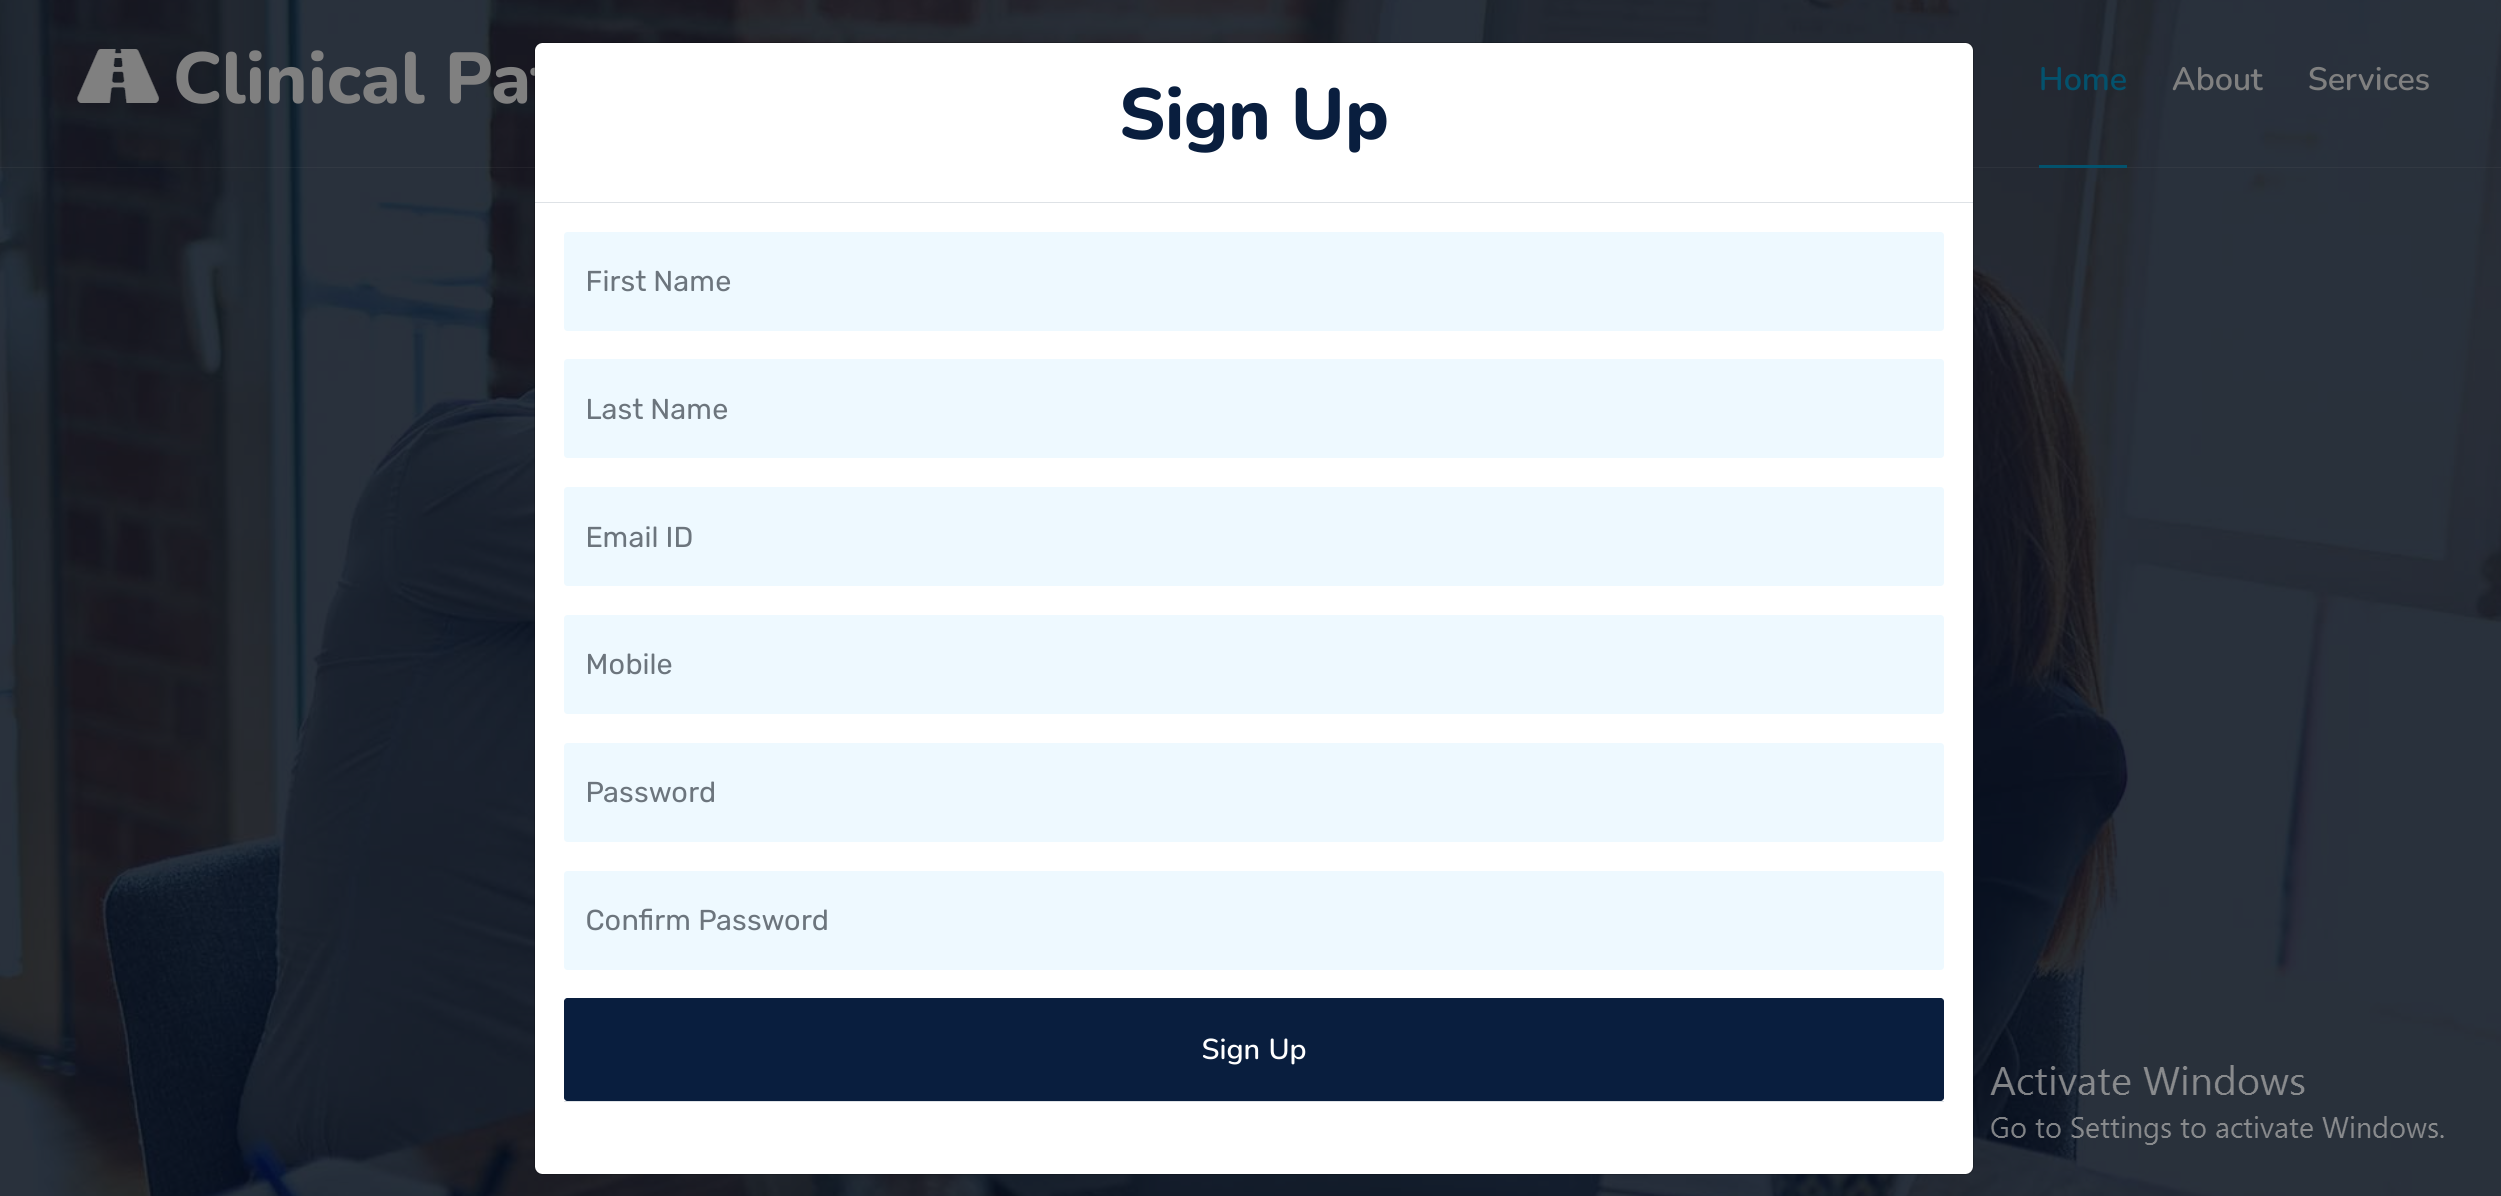 Clinical Pa
Home About Services
Sign Up
First Name
Last Name
Email ID
Mobile
Password
Confirm Password
Sign Up
Activate Windows
Go to Settings to activate Windows.